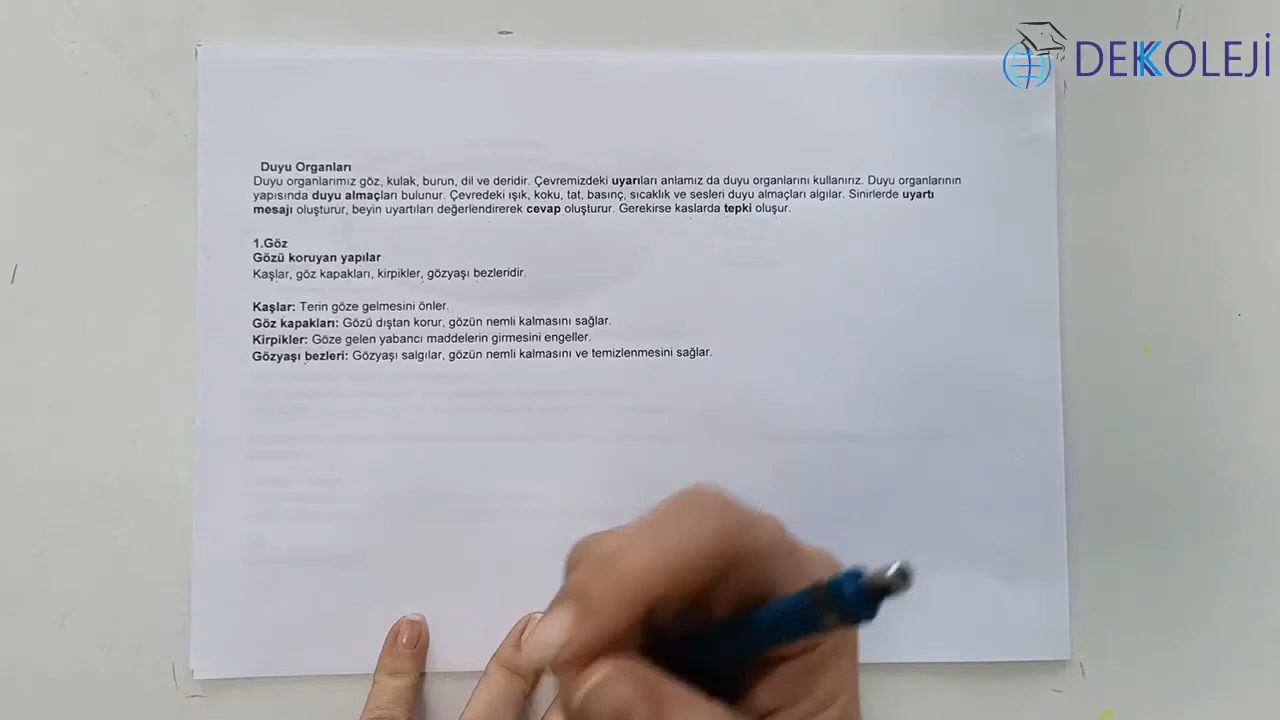 DEKKOLEJİ
Duyu Organları
Duyu organlarımız göz, kulak, burun, dil ve deridir. Çevremizdeki uyarıları anlamız da duyu organlarını kullanırız. Duyu organlarının
yapısında duyu almaçları bulunur. Çevredeki ışık, koku, tat, basınç, sıcaklık ve sesleri duyu almaçları algılar. Sinirlerde uyartı
mesajı oluşturur, beyin uyartıları değerlendirerek cevap oluşturur. Gerekirse kaslarda tepki oluşur.
1.Göz
Gözü koruyan yapılar
Kaşlar, göz kapakları, kirpikler, gözyaşı bezleridir.
Kaşlar: Terin göze gelmesini önler.
Göz kapakları: Gözü dıştan korur, gözün nemli kalmasını sağlar.
Kirpikler: Göze gelen yabancı maddelerin girmesini engeller.
Gözyaşı bezleri: Gözyaşı salgılar, gözün nemli kalmasını ve temizlenmesini sağlar.